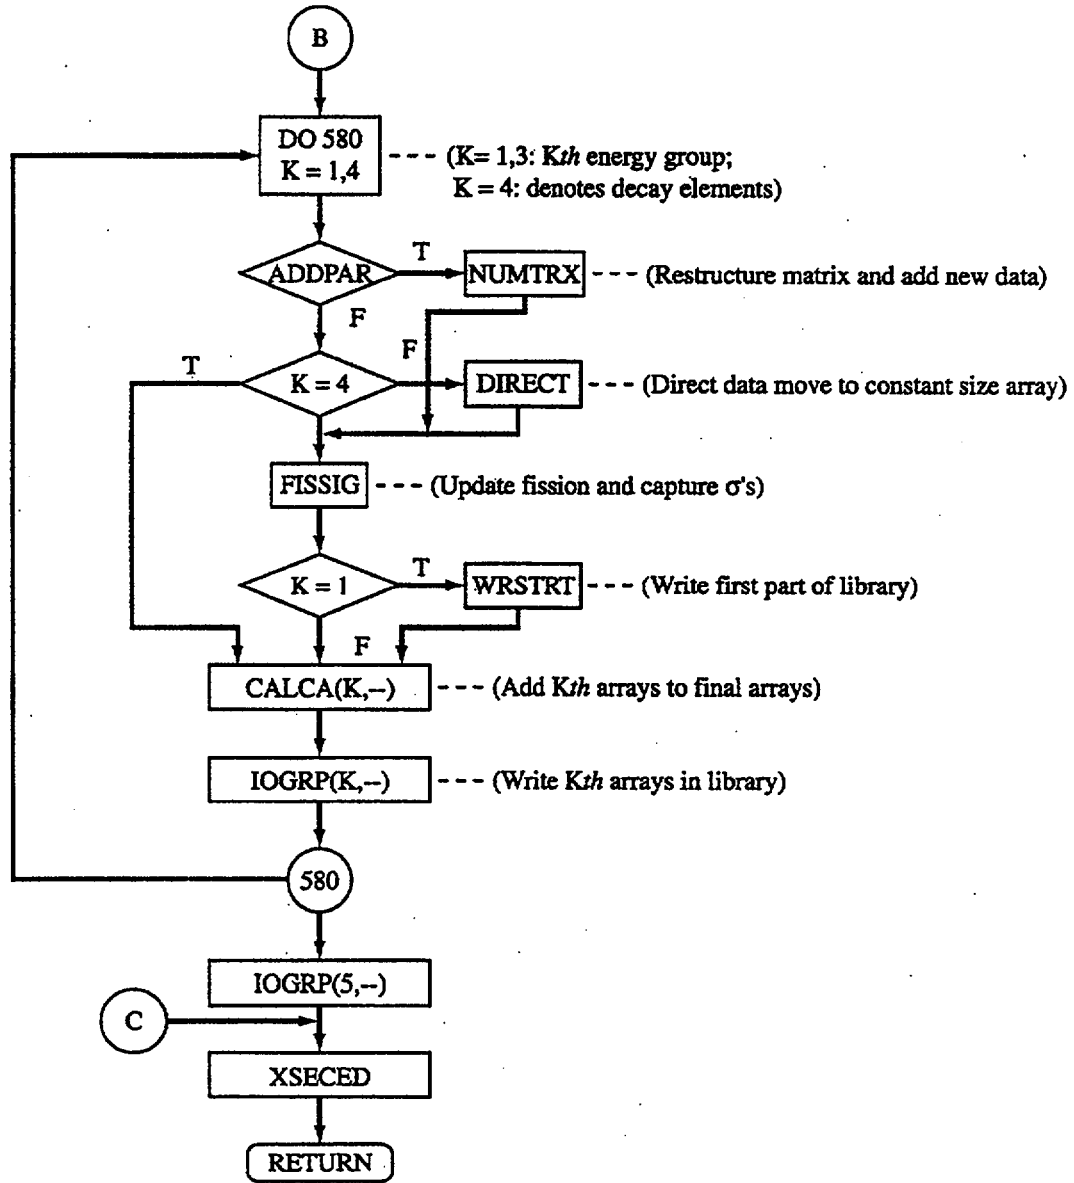 B
DO 580
K = 1,4
--- (K= 1,3: Kth energy group;
K = 4: denotes decay elements)
ADDPAR
T
NUMTRX
--- (Restructure matrix and add new data)
F
T
K = 4
F
DIRECT
--- (Direct data move to constant size array)
FISSIG
--- (Update fission and capture σ's)
K = 1
T
WRSTRT
--- (Write first part of library)
F
CALCA(K,--)
--- (Add Kth arrays to final arrays)
IOGRP(K,--)
--- (Write Kth arrays in library)
580
IOGRP(5,--)
C
XSECED
RETURN